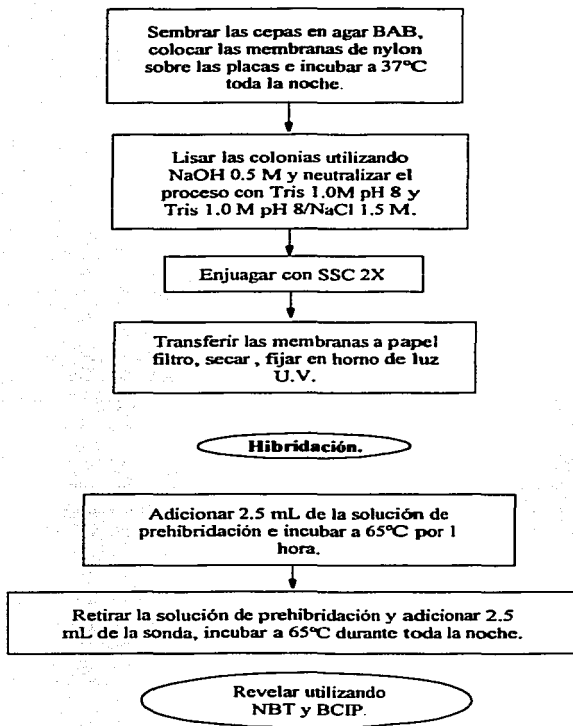 Sembrar las cepas en agar BAB,
colocar las membranas de nylon
sobre las placas e incubar a 37ºC
toda la noche.
Lisar las colonias utilizando
NaOH 0.5 M y neutralizar el
proceso con Tris 1.0M pH 8 y
Tris 1.0 M pH 8/NaCl 1.5 M.
Enjuagar con SSC 2X
Transferir las membranas a papel
filtro, secar , fijar en horno de luz
U.V.
Hibridación.
Adicionar 2.5 mL de la solución de
prehibridación e incubar a 65ºC por 1
hora.
Retirar la solución de prehibridación y adicionar 2.5
mL de la sonda, incubar a 65ºC durante toda la noche.
Revelar utilizando
NBT y BCIP.